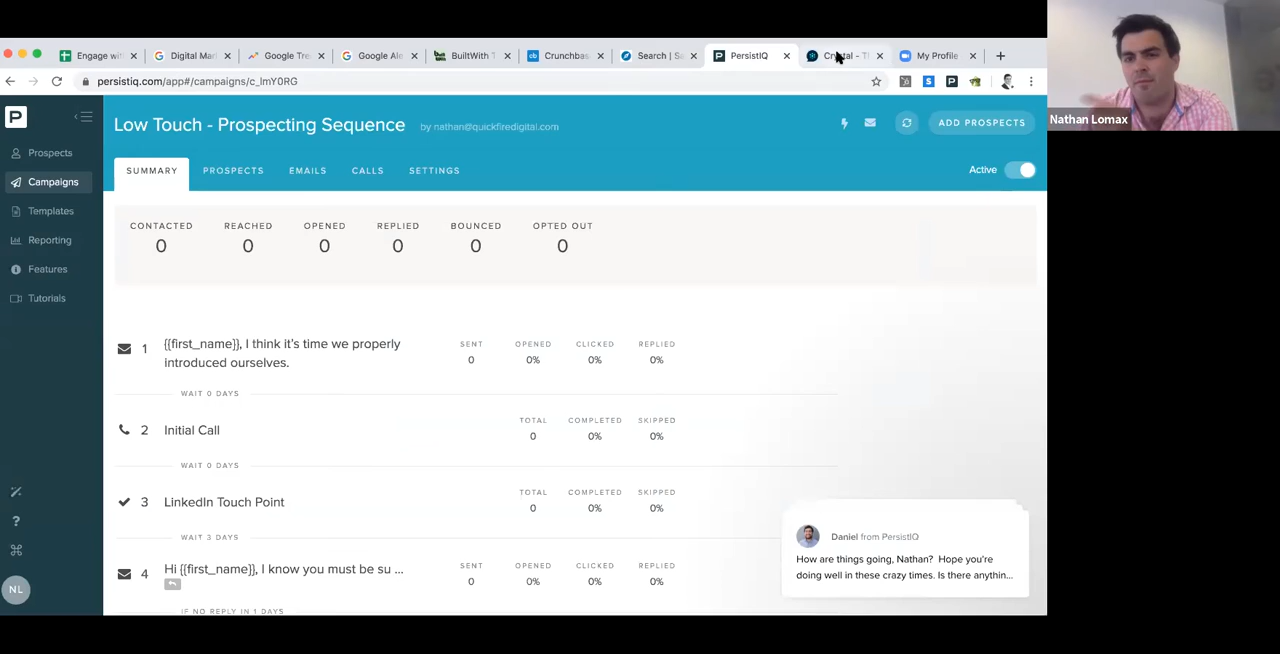 Engage wit
Digital Mar
Google Tre
Google Ale
BuiltWith T
Crunchbas
Search | Sa
PersistIQ
My Profile
persistiq.com/app#/campaigns/c_lmY0RG
Nathan Lomax
P
Prospects
Campaigns
Templates
Reporting
Features
Tutorials
NL
Low Touch - Prospecting Sequence by nathan@quickfiredigital.com
ADD PROSPECTS
SUMMARY PROSPECTS EMAILS CALLS SETTINGS
Active
CONTACTED REACHED OPENED REPLIED BOUNCED OPTED OUT
0 0 0 0 0 0
1 {{first_name}}, I think it's time we properly
introduced ourselves.
SENT OPENED CLICKED REPLIED
0 0% 0% 0%
WAIT 0 DAYS
2 Initial Call
TOTAL COMPLETED SKIPPED
0 0% 0%
WAIT 0 DAYS
3 LinkedIn Touch Point
TOTAL COMPLETED SKIPPED
0 0% 0%
WAIT 3 DAYS
4 Hi {{first_name}}, I know you must be su ...
SENT OPENED CLICKED REPLIED
0 0% 0% 0%
IF NO REPLY IN 1 DAYS
Daniel from PersistIQ
How are things going, Nathan? Hope you're
doing well in these crazy times. Is there anythin...